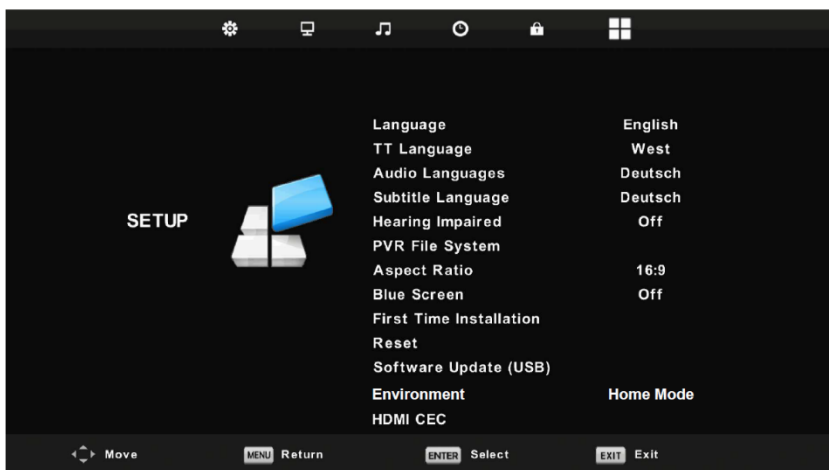 Language English
TT Language West
Audio Languages Deutsch
Subtitle Language Deutsch
SETUP
Hearing Impaired Off
PVR File System
Aspect Ratio 16:9
Blue Screen Off
First Time Installation
Reset
Software Update (USB)
Environment Home Mode
HDMI CEC
Move MENU Return ENTER Select EXIT Exit